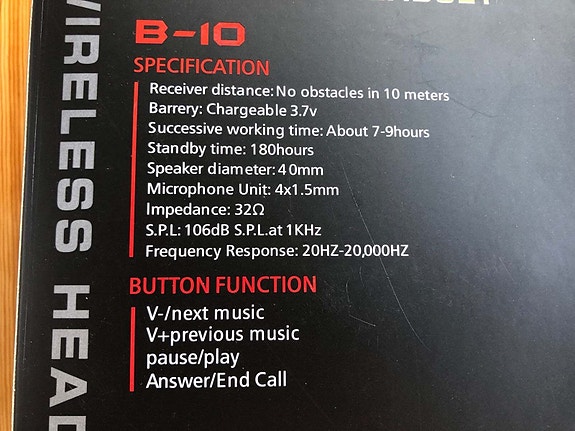 WIRELESS HEAD
B-10
SPECIFICATION
Receiver distance: No obstacles in 10 meters
Barrery: Chargeable 3.7v
Successive working time: About 7-9hours
Standby time: 180hours
Speaker diameter: 40mm
Microphone Unit: 4x1.5mm
Impedance: 32Ω
S.P.L: 106dB S.P.L.at 1KHz
Frequency Response: 20HZ-20,000HZ
BUTTON FUNCTION
V-/next music
V+previous music
pause/play
Answer/End Call